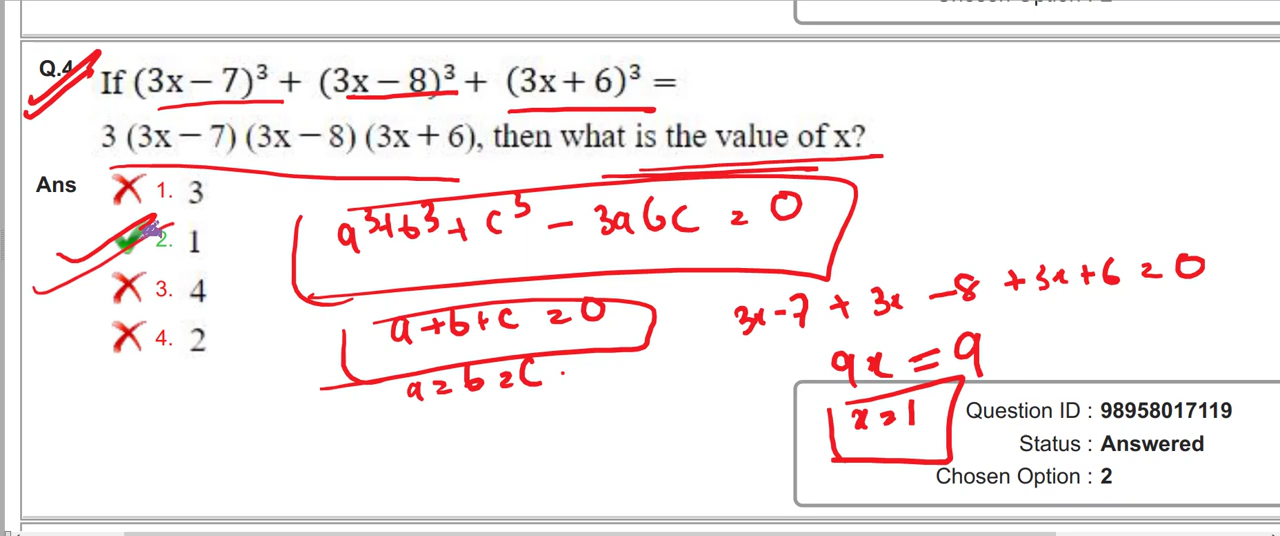 Q.4 If (3x – 7)³ + (3x – 8)³ + (3x + 6)³ =
3 (3x – 7) (3x – 8) (3x + 6), then what is the value of x?
Ans 1. 3
2. 1
3. 4
4. 2
a³+b³+c³ – 3abc = 0
a+b+c = 0
a=b=c.
3x-7 + 3x -8 +3x+6 = 0
9x = 9
x=1
Question ID : 98958017119
Status : Answered
Chosen Option : 2